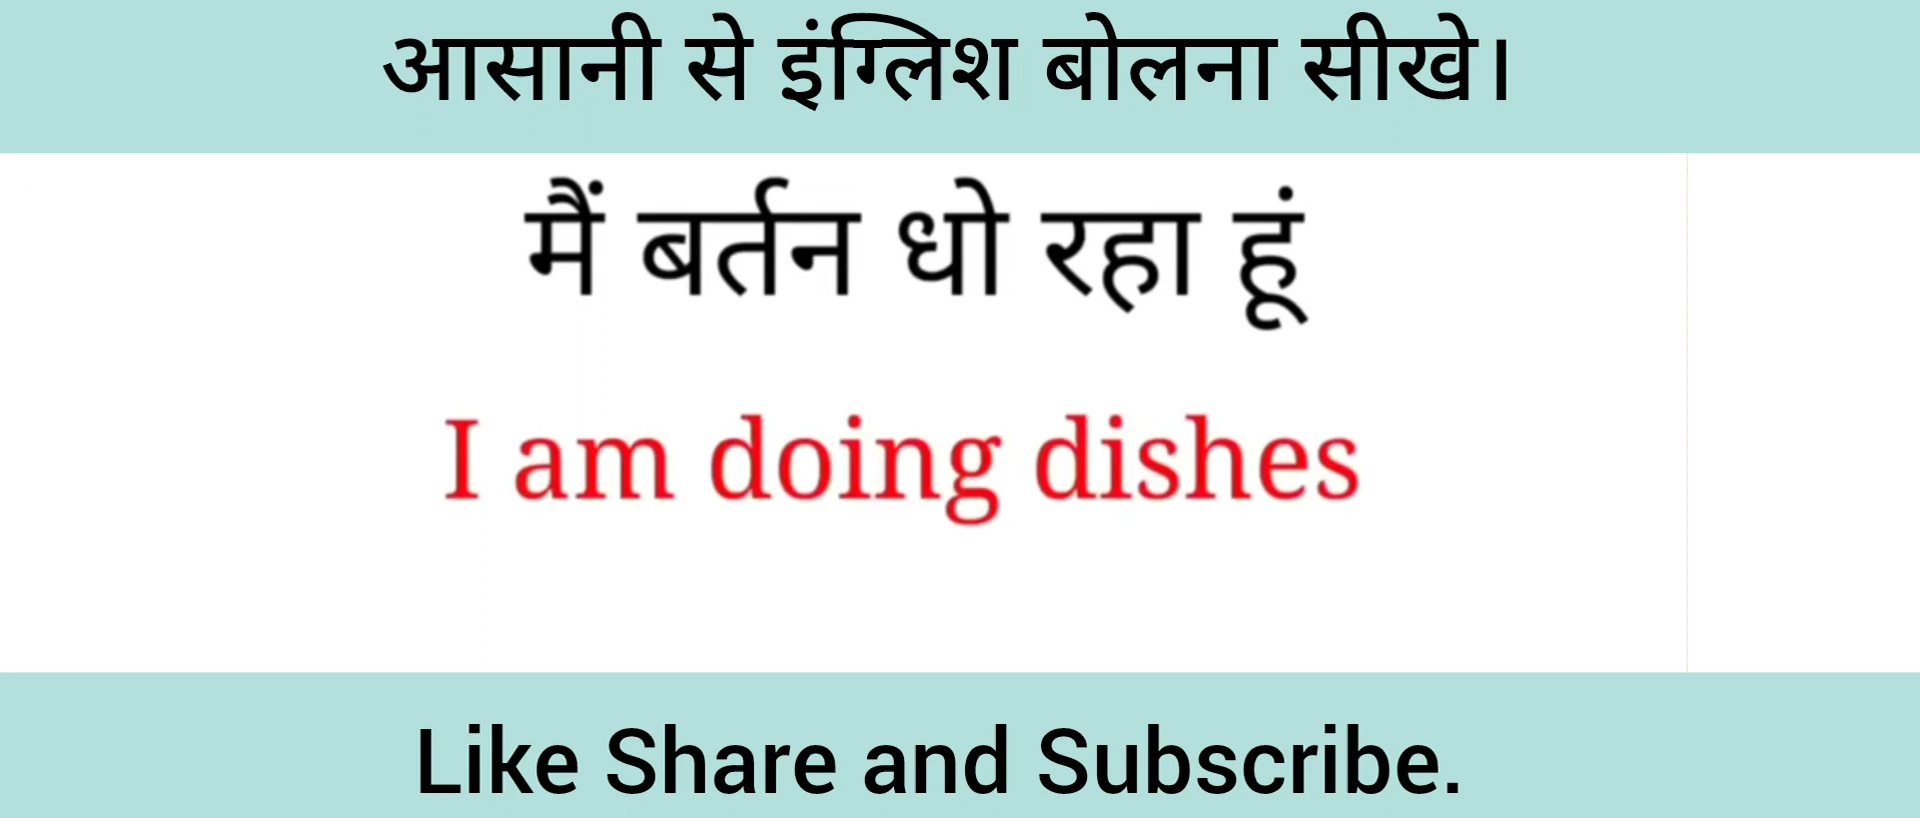 आसानी से इंग्लिश बोलना सीखे।
मैं बर्तन धो रहा हूं
I am doing dishes
Like Share and Subscribe.